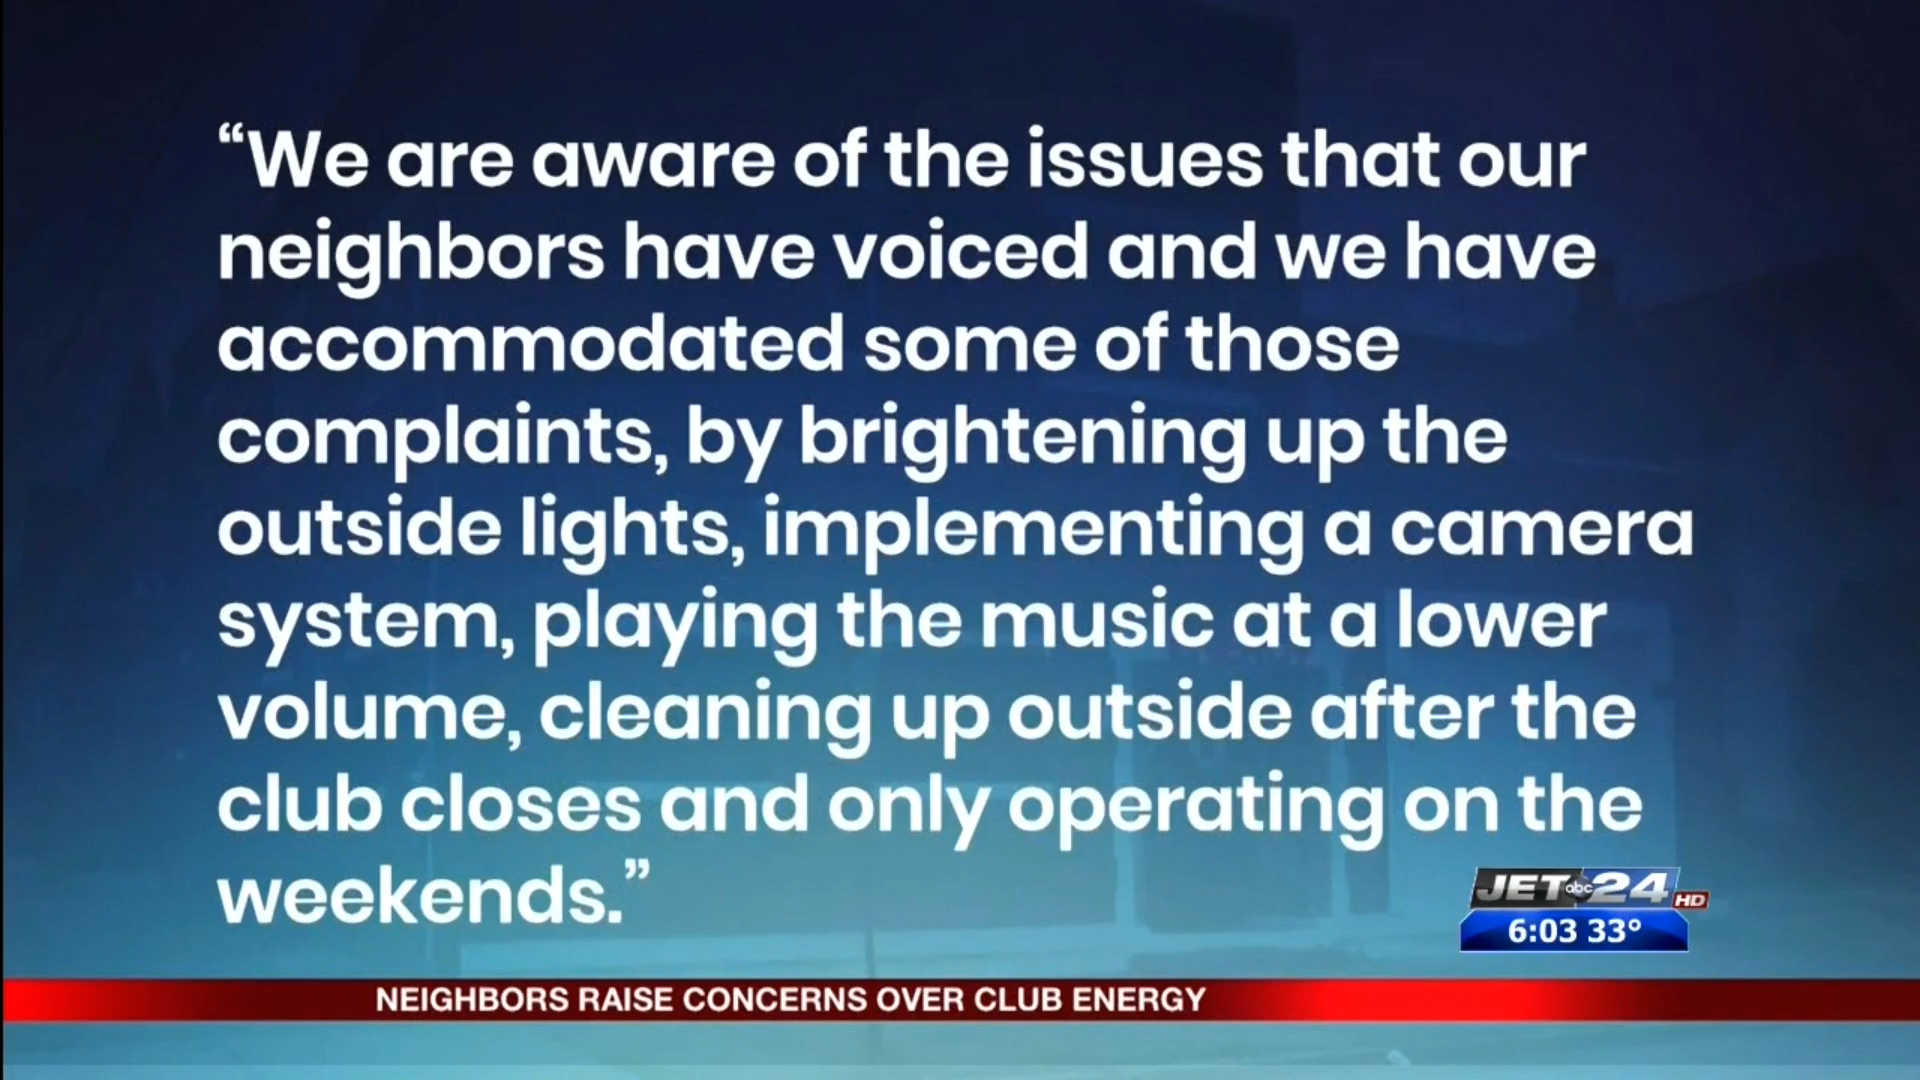 “We are aware of the issues that our
neighbors have voiced and we have
accommodated some of those
complaints, by brightening up the
outside lights, implementing a camera
system, playing the music at a lower
volume, cleaning up outside after the
club closes and only operating on the
weekends.”
JET abc 24 HD
6:03 33°
NEIGHBORS RAISE CONCERNS OVER CLUB ENERGY